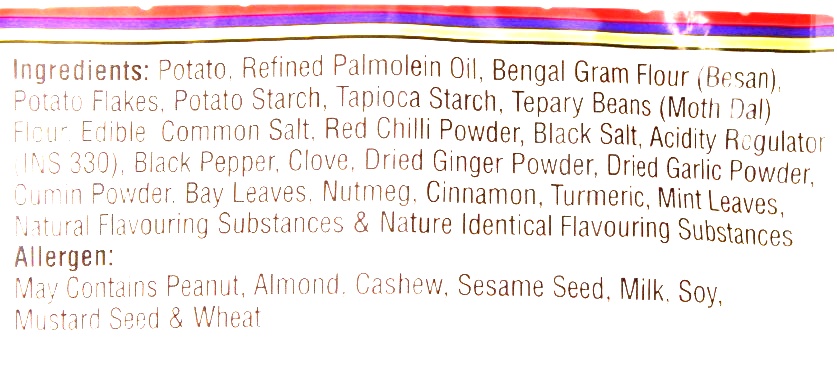 Ingredients: Potato, Refined Palmolein Oil, Bengal Gram Flour (Besan),
Potato Flakes, Potato Starch, Tapioca Starch, Tepary Beans (Moth Dal)
Flour, Edible Common Salt, Red Chilli Powder, Black Salt, Acidity Regulator
(INS 330), Black Pepper, Clove, Dried Ginger Powder, Dried Garlic Powder,
Cumin Powder, Bay Leaves, Nutmeg, Cinnamon, Turmeric, Mint Leaves,
Natural Flavouring Substances & Nature Identical Flavouring Substances
Allergen:
May Contains Peanut, Almond, Cashew, Sesame Seed, Milk, Soy,
Mustard Seed & Wheat